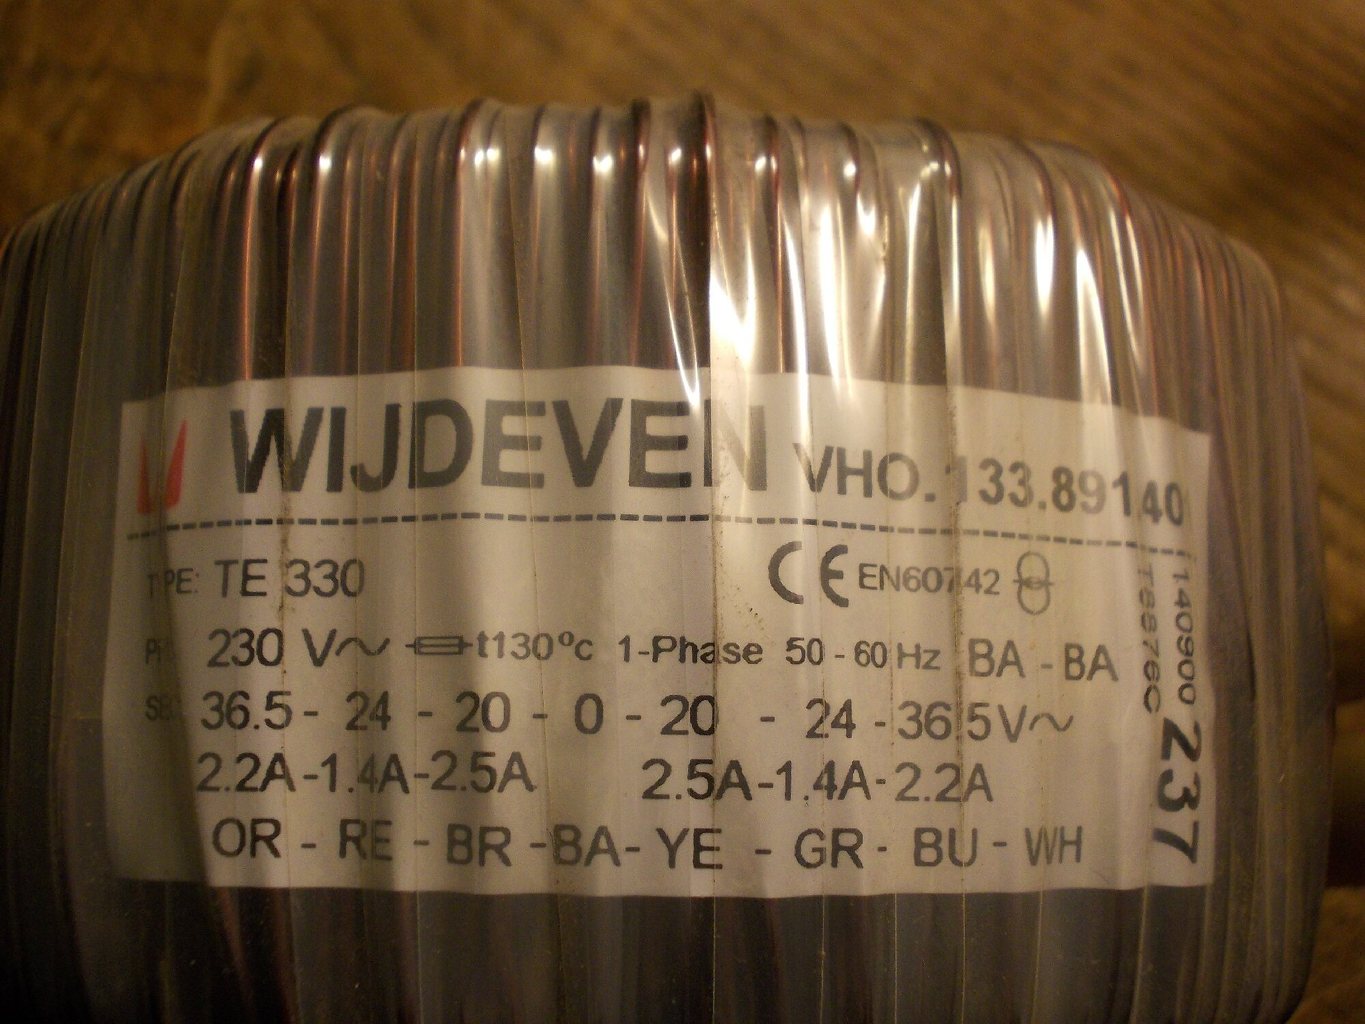 WIJDEVEN VHO.133.89140
TYPE: TE 330 CE EN60742
230 V~ t130°c 1-Phase 50 - 60 Hz BA - BA
SEC 36.5 - 24 - 20 - 0 - 20 - 24 - 36.5V~
2.2A-1.4A-2.5A 2.5A-1.4A-2.2A
OR - RE - BR - BA - YE - GR - BU - WH
140900 237